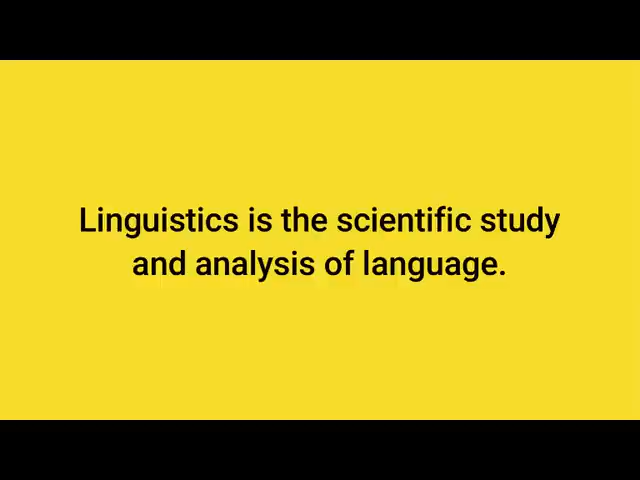 Linguistics is the scientific study
and analysis of language.